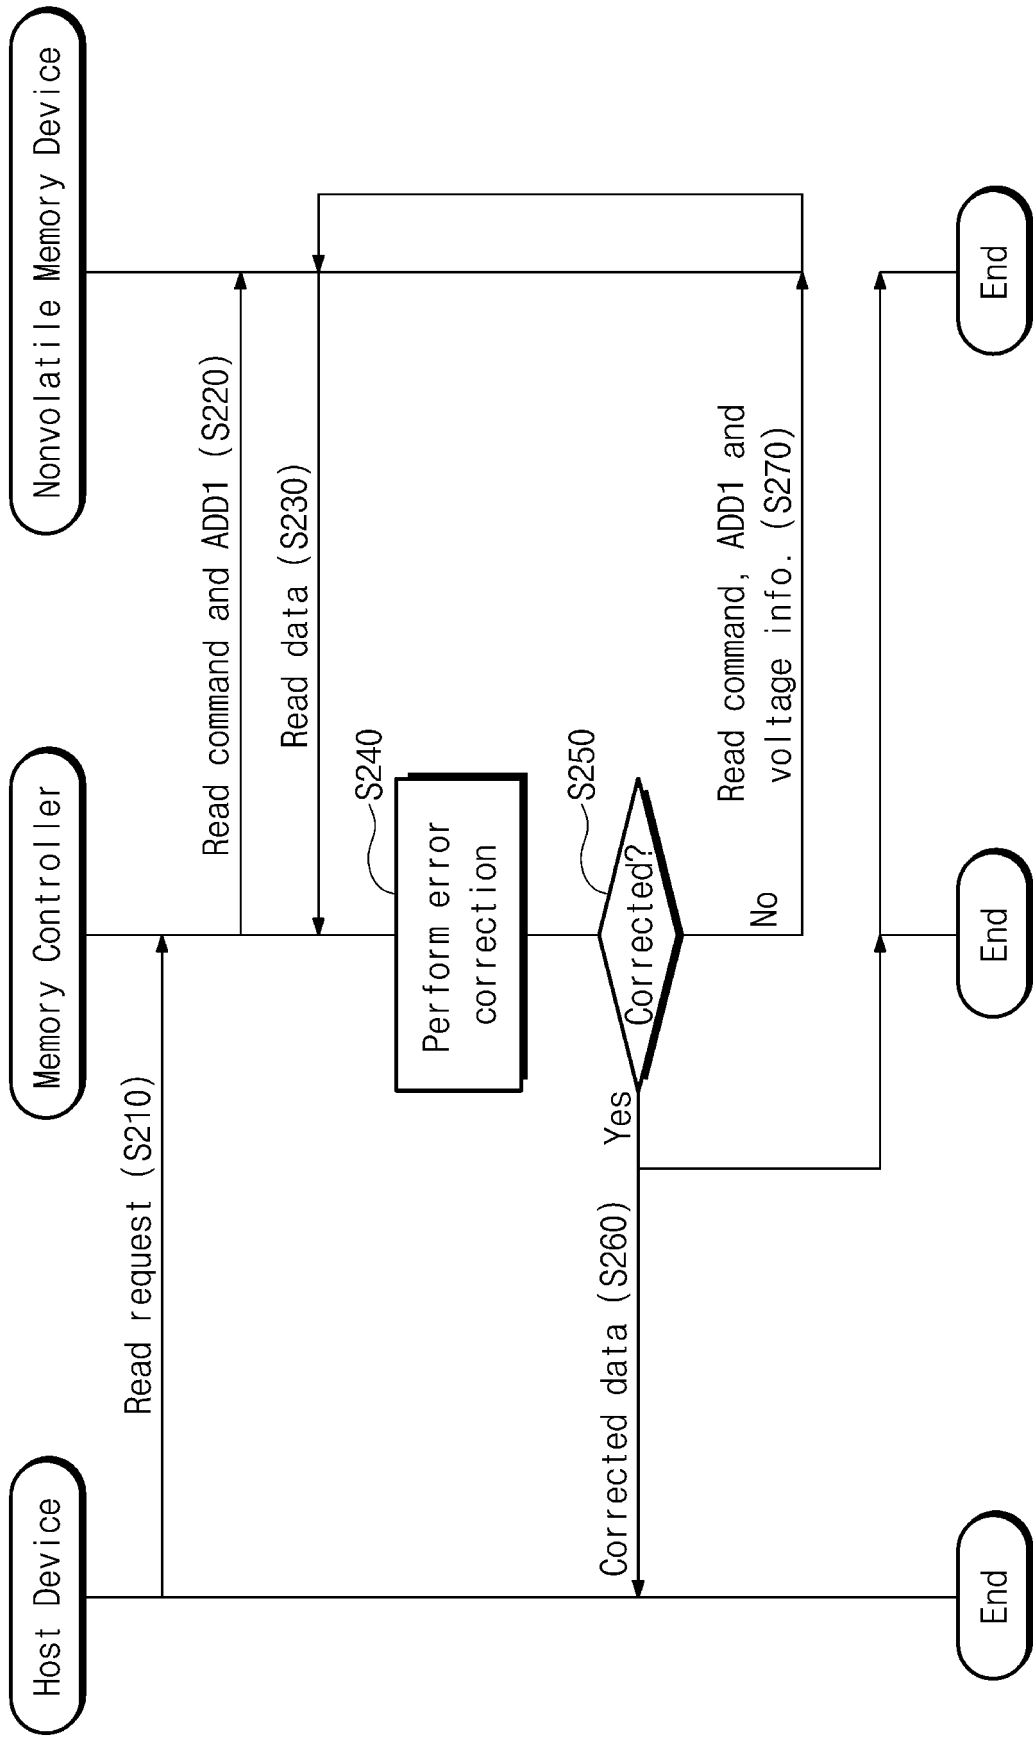 Host Device
Memory Controller
Nonvolatile Memory Device
Read request (S210)
Read command and ADD1 (S220)
Read data (S230)
S240
Perform error
correction
S250
Corrected?
Yes
No
Corrected data (S260)
Read command, ADD1 and
voltage info. (S270)
End
End
End